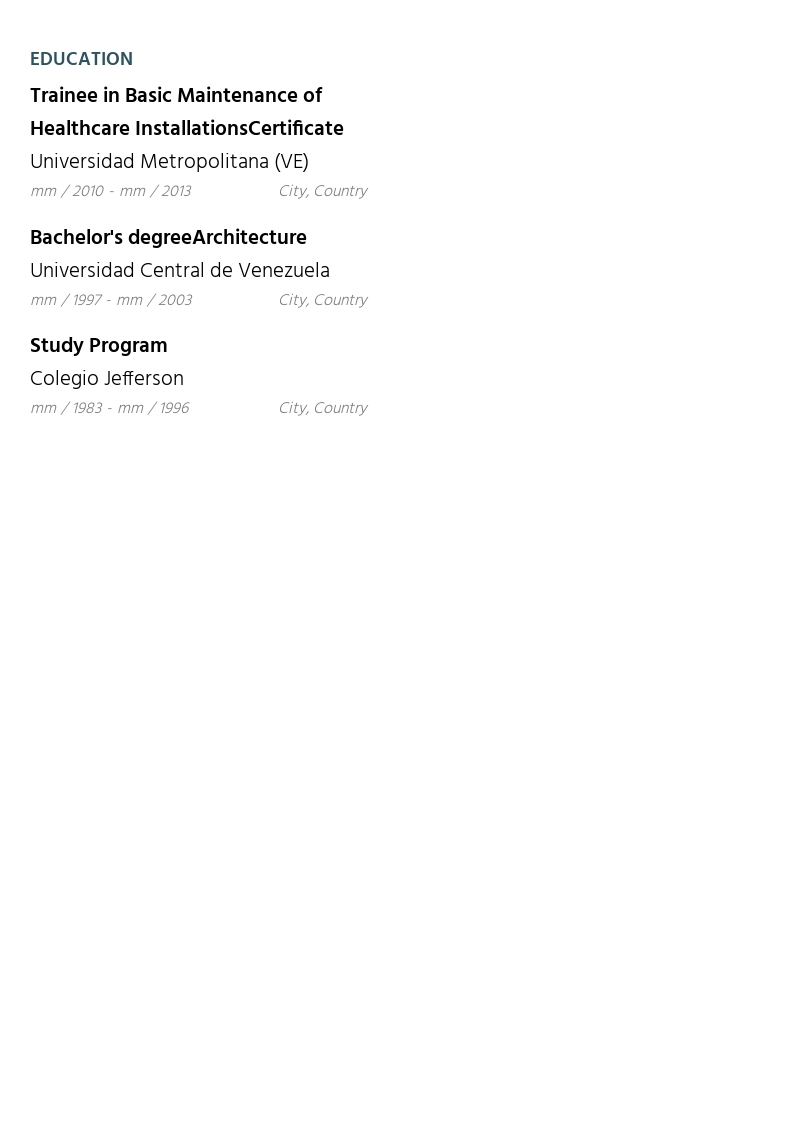 EDUCATION
Trainee in Basic Maintenance of
Healthcare InstallationsCertificate
Universidad Metropolitana (VE)
mm / 2010 - mm / 2013 City, Country
Bachelor's degreeArchitecture
Universidad Central de Venezuela
mm / 1997 - mm / 2003 City, Country
Study Program
Colegio Jefferson
mm / 1983 - mm / 1996 City, Country